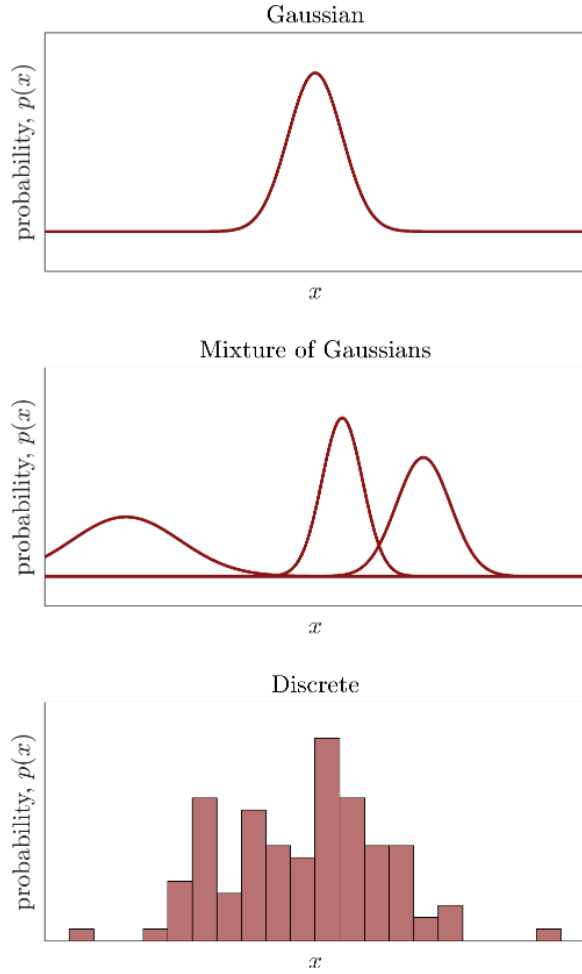 Gaussian
probability, p(x)
x
Mixture of Gaussians
probability, p(x)
x
Discrete
probability, p(x)
x